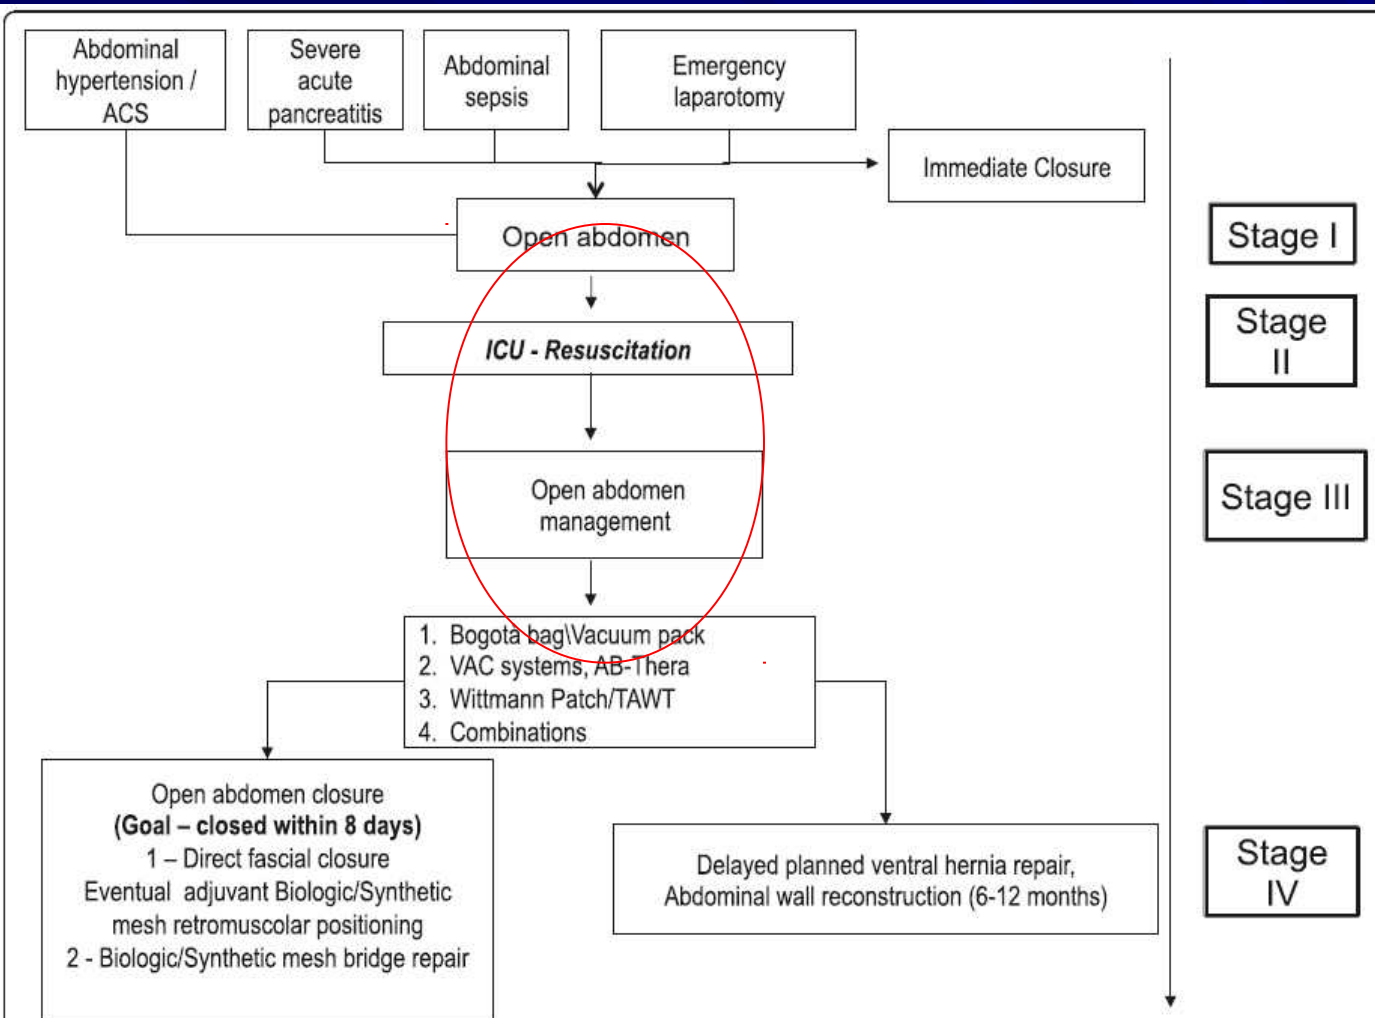 Abdominal
hypertension /
ACS
Severe
acute
pancreatitis
Abdominal
sepsis
Emergency
laparotomy
Immediate Closure
Open abdomen
Stage I
ICU - Resuscitation
Stage
II
Open abdomen
management
Stage III
1. Bogota bag\Vacuum pack
2. VAC systems, AB-Thera
3. Wittmann Patch/TAWT
4. Combinations
Open abdomen closure
(Goal – closed within 8 days)
1 – Direct fascial closure
Eventual adjuvant Biologic/Synthetic
mesh retromuscolar positioning
2 - Biologic/Synthetic mesh bridge repair
Delayed planned ventral hernia repair,
Abdominal wall reconstruction (6-12 months)
Stage
IV